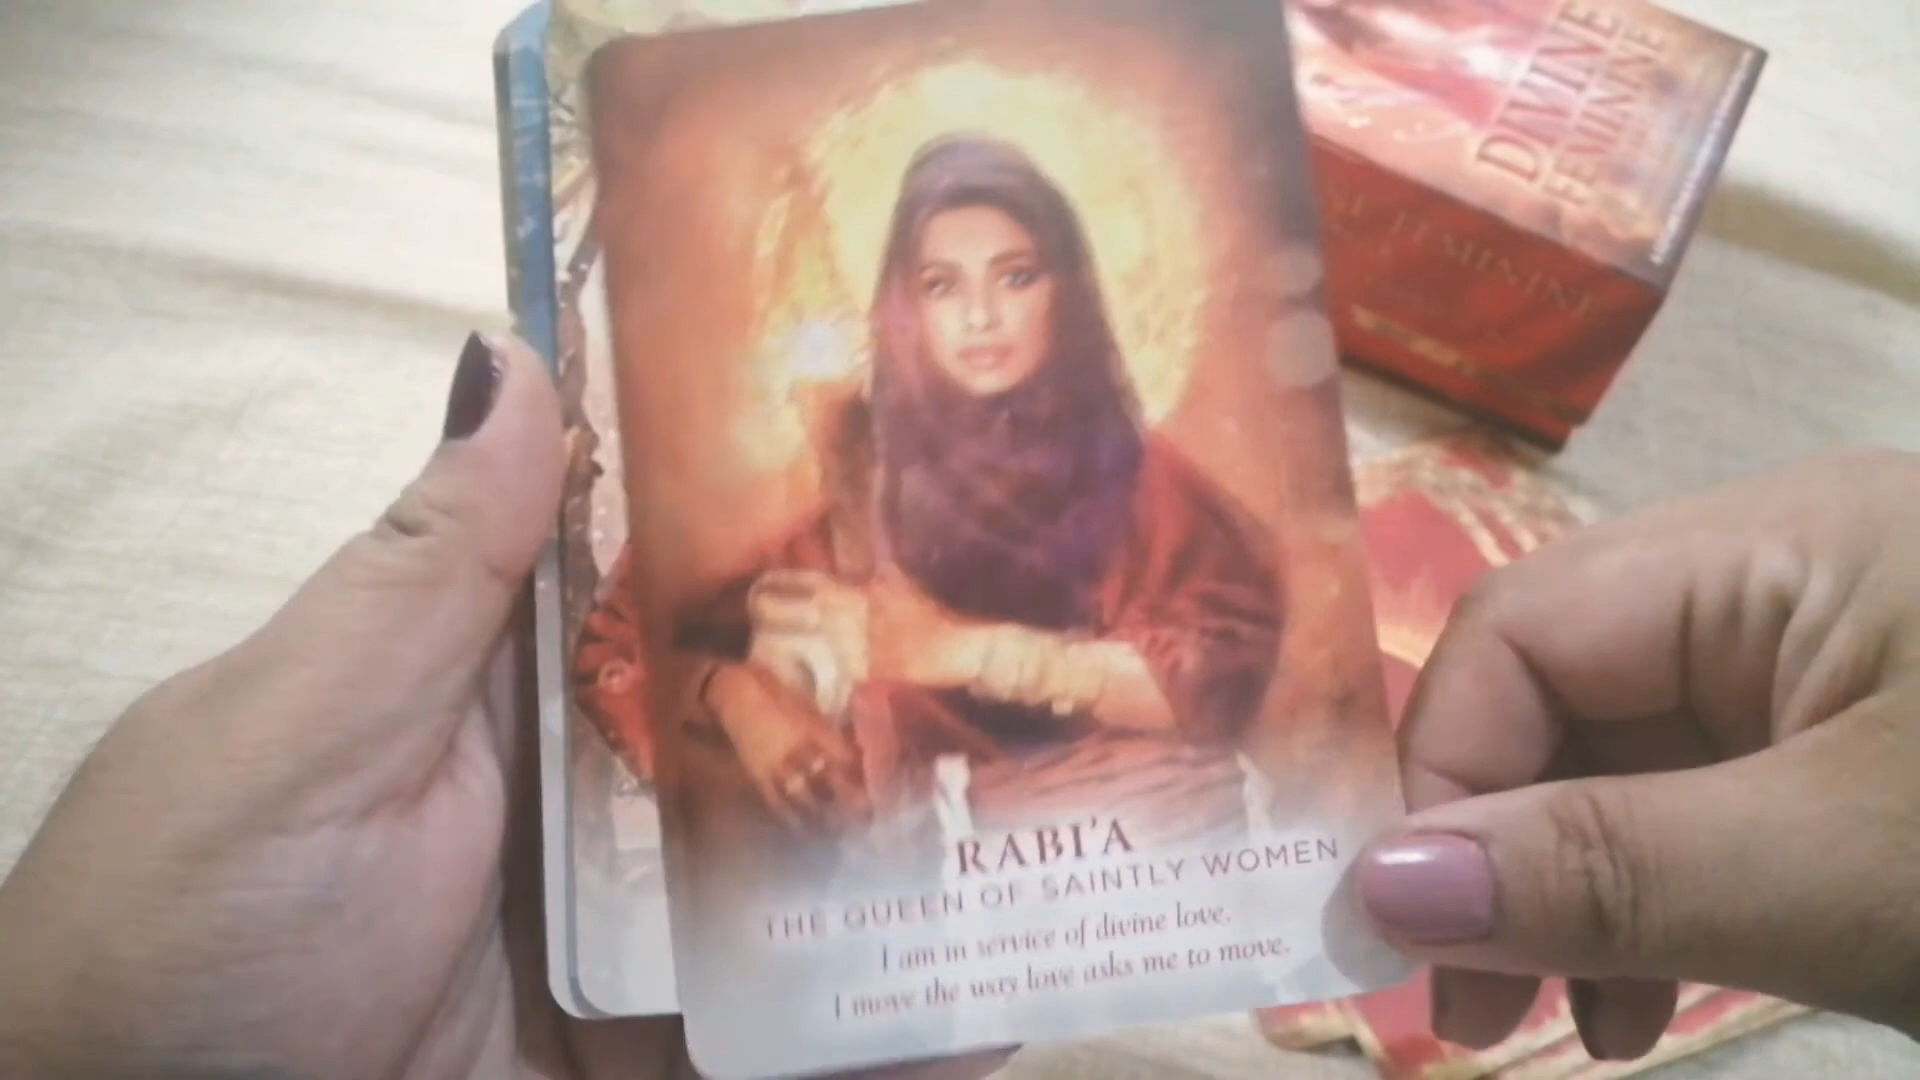 DIVINE
FEMININE
FEMININE
RABI'A
THE QUEEN OF SAINTLY WOMEN
I am in service of divine love.
I move the way love asks me to move.